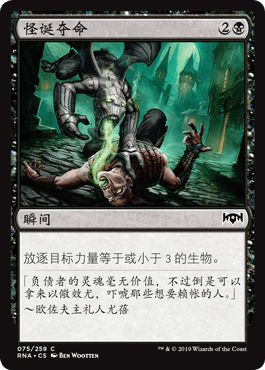 怪诞夺命 2
瞬间
放逐目标力量等于或小于 3 的生物。
「负债者的灵魂毫无价值，不过倒是可以
拿来以儆效尤，吓唬那些想要赖帐的人。」
～欧佐夫主礼人尤蓓
075/259 C
RNA • CS BEN WOOTTEN
™ & © 2019 Wizards of the Coast